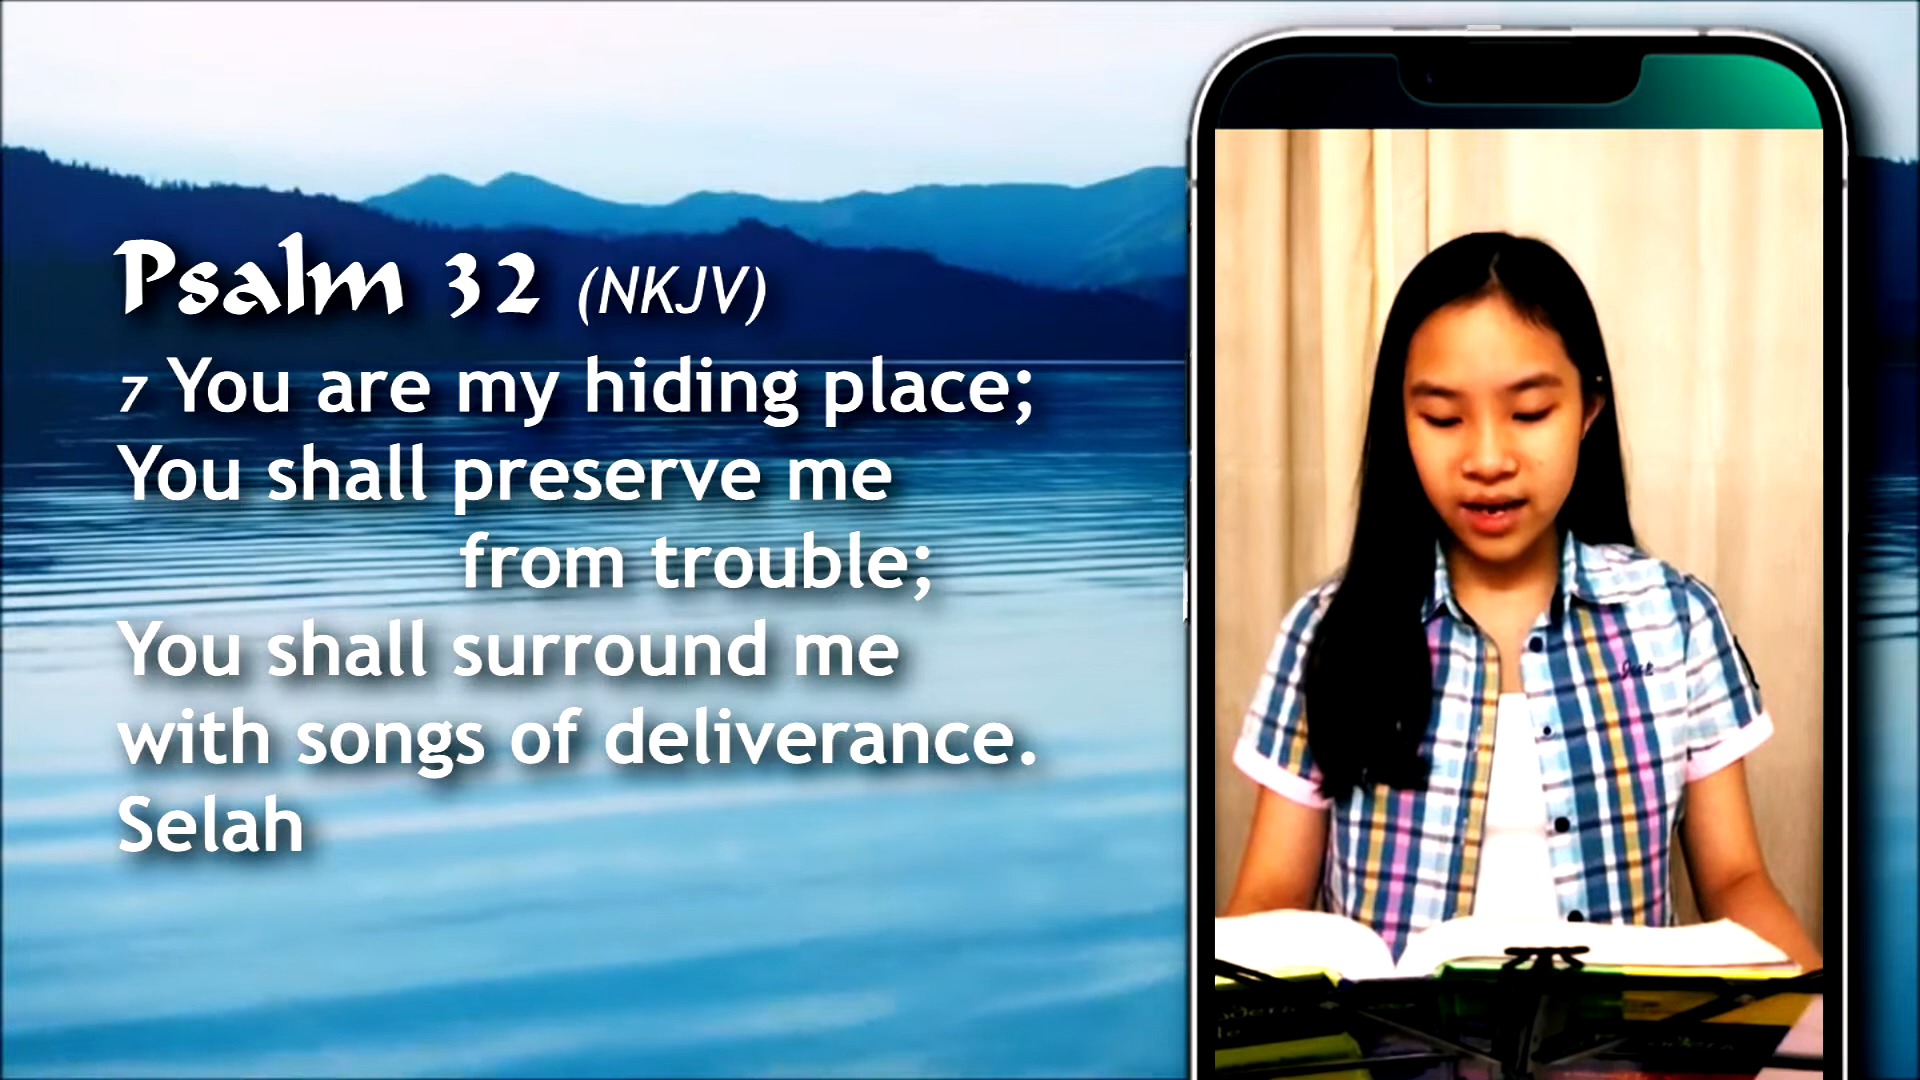 Psalm 32 (NKJV)
7 You are my hiding place;
You shall preserve me
from trouble;
You shall surround me
with songs of deliverance.
Selah